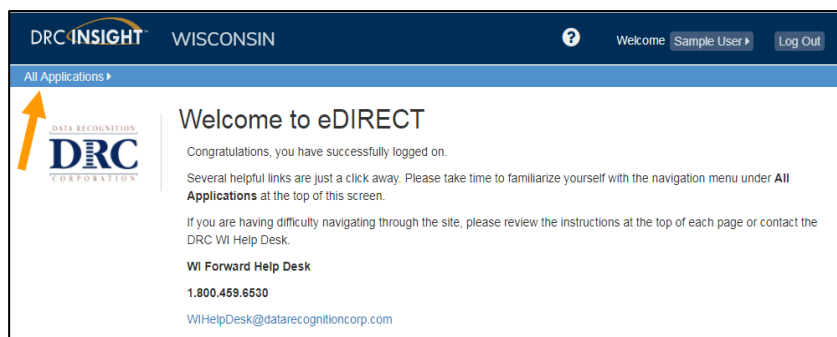 DRC INSIGHT™ WISCONSIN ? Welcome Sample User Log Out
All Applications
DATA RECOGNITION
DRC
CORPORATION
Welcome to eDIRECT
Congratulations, you have successfully logged on.
Several helpful links are just a click away. Please take time to familiarize yourself with the navigation menu under All
Applications at the top of this screen.
If you are having difficulty navigating through the site, please review the instructions at the top of each page or contact the
DRC WI Help Desk.
WI Forward Help Desk
1.800.459.6530
WIHelpDesk@datarecognitioncorp.com